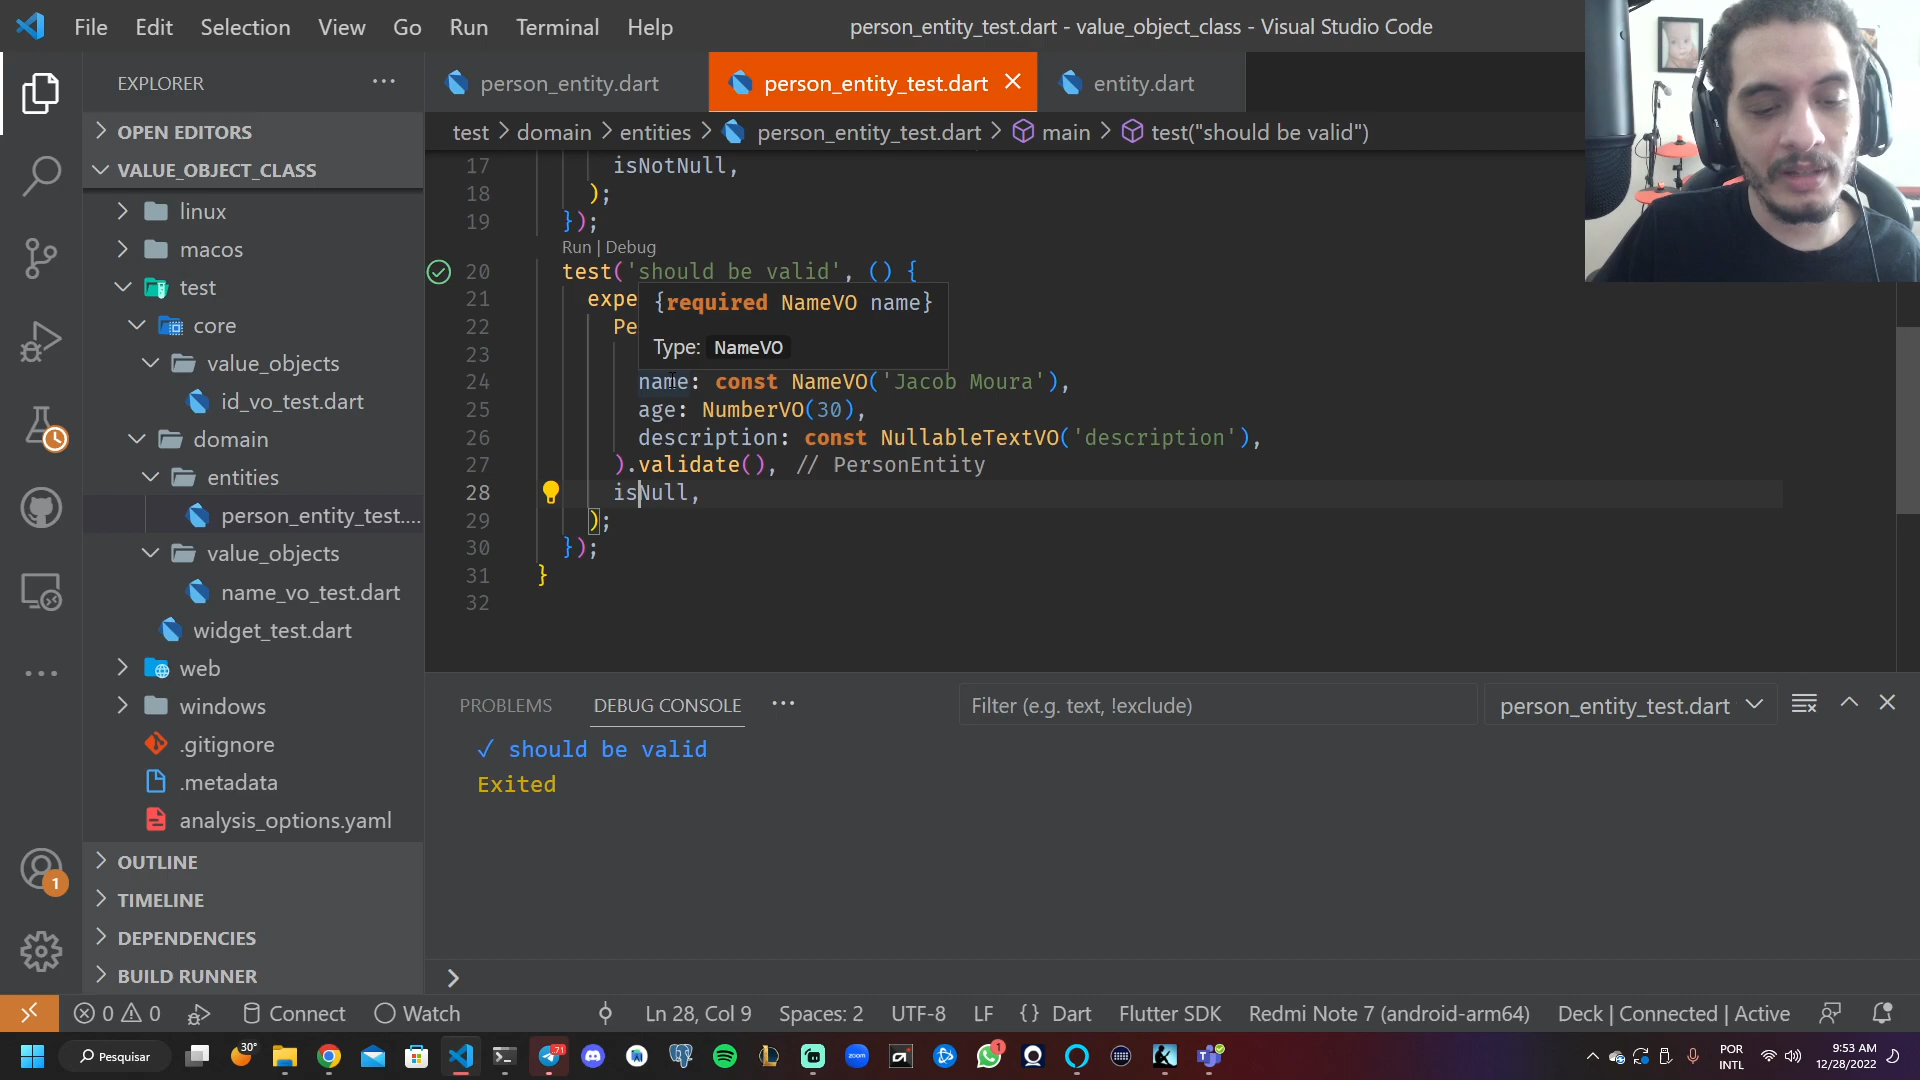 File Edit Selection View Go Run Terminal Help
person_entity_test.dart - value_object_class - Visual Studio Code
EXPLORER
person_entity.dart
person_entity_test.dart
entity.dart
test > domain > entities > person_entity_test.dart > main > test("should be valid")
OPEN EDITORS
VALUE_OBJECT_CLASS
linux
macos
test
core
value_objects
id_vo_test.dart
domain
entities
person_entity_test....
value_objects
name_vo_test.dart
widget_test.dart
web
windows
.gitignore
.metadata
analysis_options.yaml
OUTLINE
TIMELINE
DEPENDENCIES
BUILD RUNNER
17 isNotNull,
18 );
19 });
Run | Debug
20 test('should be valid', () {
21 expe
22 Pe
23
24 name: const NameVO('Jacob Moura'),
25 age: NumberVO(30),
26 description: const NullableTextVO('description'),
27 ).validate(), // PersonEntity
28 isNull,
29 );
30 });
31 }
32
{required NameVO name}
Type: NameVO
PROBLEMS DEBUG CONSOLE ···
Filter (e.g. text, !exclude)
person_entity_test.dart
✓ should be valid
Exited
1
0 0 Connect Watch Ln 28, Col 9 Spaces: 2 UTF-8 LF {} Dart Flutter SDK Redmi Note 7 (android-arm64) Deck | Connected | Active
Pesquisar
30°
71
zoom
1
POR
INTL
9:53 AM
12/28/2022